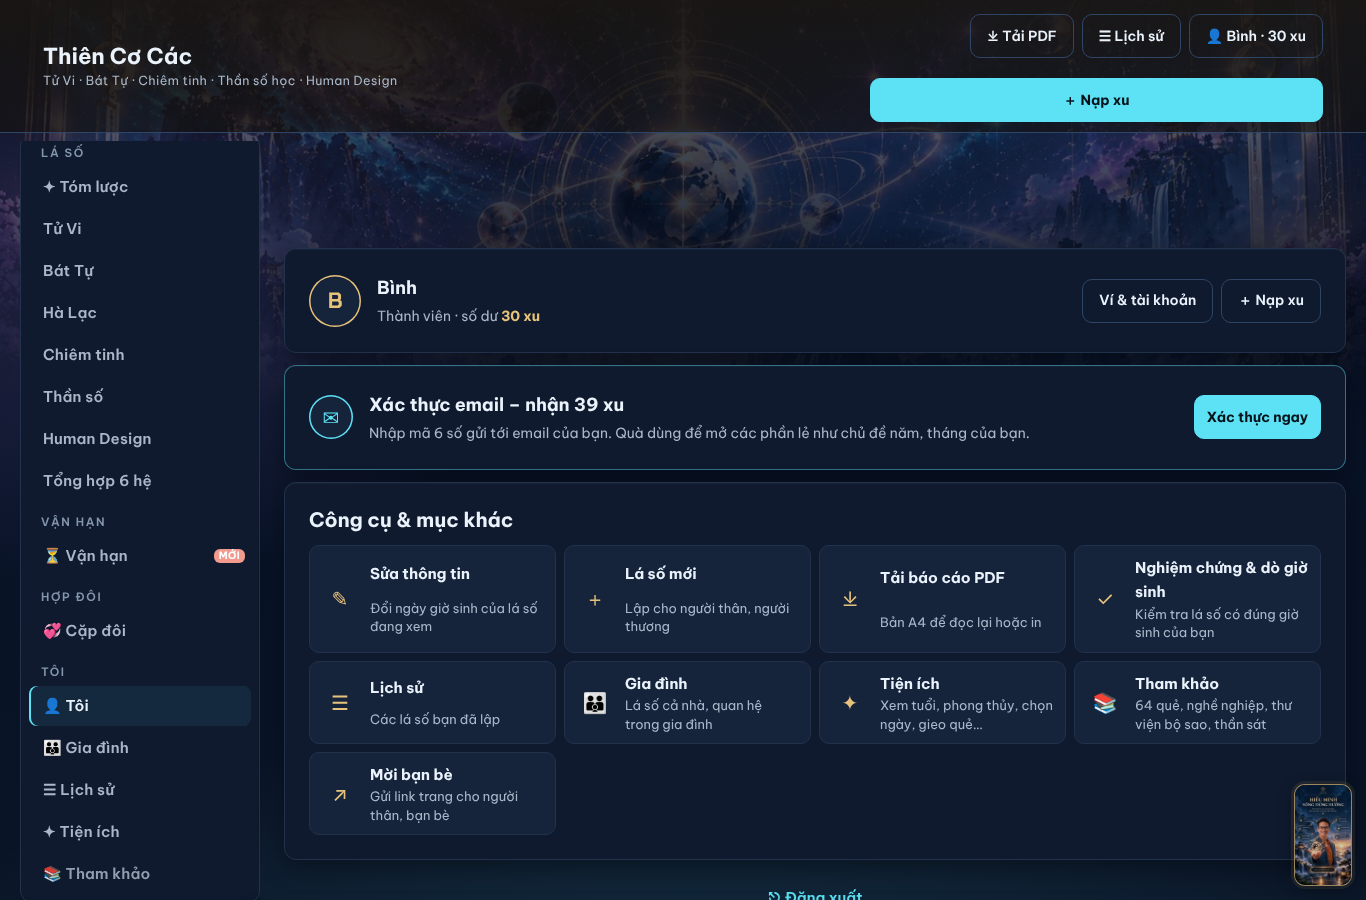 Thiên Cơ Các
Tử Vi · Bát Tự · Chiêm tinh · Thần số học · Human Design
Tải PDF
☰ Lịch sử
👤 Bình · 30 xu
+ Nạp xu
LÁ SỐ
✦ Tóm lược
Tử Vi
Bát Tự
Hà Lạc
Chiêm tinh
Thần số
Human Design
Tổng hợp 6 hệ
VẬN HẠN
⏳ Vận hạn
MỚI
HỢP ĐÔI
💞 Cặp đôi
TÔI
👤 Tôi
👪 Gia đình
☰ Lịch sử
✦ Tiện ích
📚 Tham khảo
B
Bình
Thành viên · số dư 30 xu
Ví & tài khoản
+ Nạp xu
Xác thực email – nhận 39 xu
Nhập mã 6 số gửi tới email của bạn. Quà dùng để mở các phần lẻ như chủ đề năm, tháng của bạn.
Xác thực ngay
Công cụ & mục khác
Sửa thông tin
Đổi ngày giờ sinh của lá số
đang xem
Lá số mới
Lập cho người thân, người
thương
Tải báo cáo PDF
Bản A4 để đọc lại hoặc in
Nghiệm chứng & dò giờ
sinh
Kiểm tra lá số có đúng giờ
sinh của bạn
Lịch sử
Các lá số bạn đã lập
Gia đình
Lá số cả nhà, quan hệ
trong gia đình
Tiện ích
Xem tuổi, phong thủy, chọn
ngày, gieo quẻ…
Tham khảo
64 quẻ, nghề nghiệp, thư
viện bộ sao, thần sát
Mời bạn bè
Gửi link trang cho người
thân, bạn bè
Đăng xuất